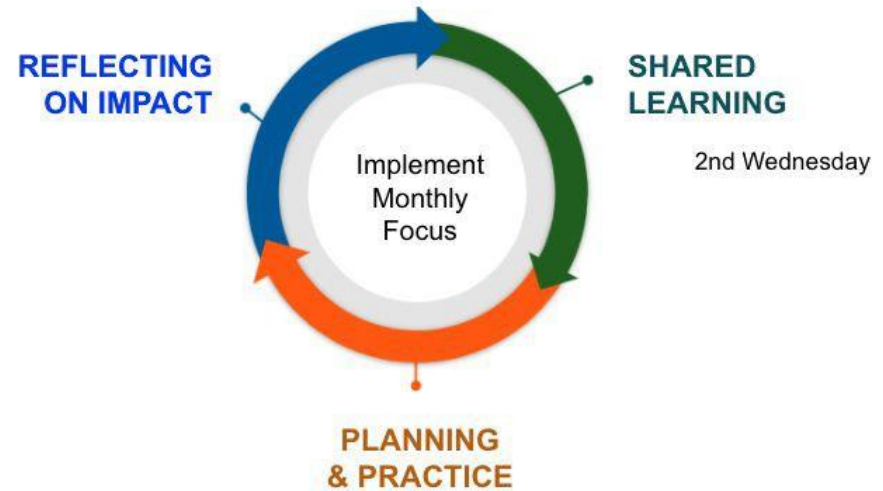 REFLECTING
ON IMPACT
SHARED
LEARNING
2nd Wednesday
Implement
Monthly
Focus
PLANNING
& PRACTICE